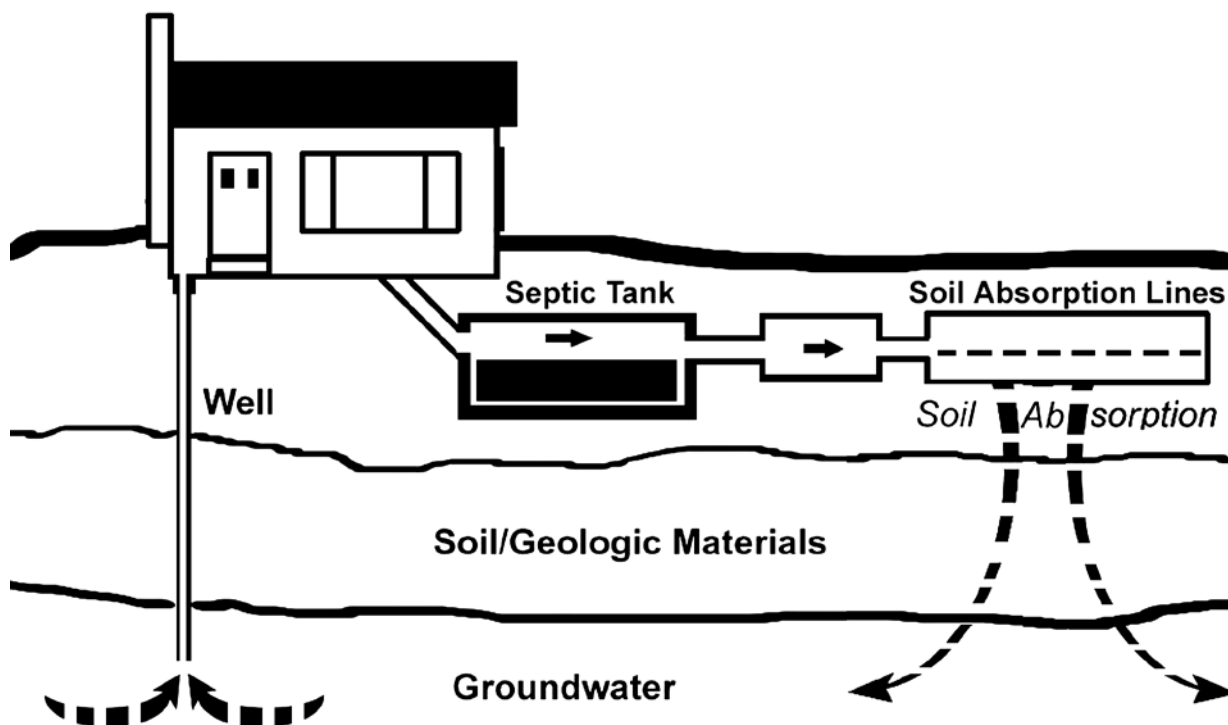 Septic Tank
Soil Absorption Lines
Well
Soil Ab sorption
Soil/Geologic Materials
Groundwater